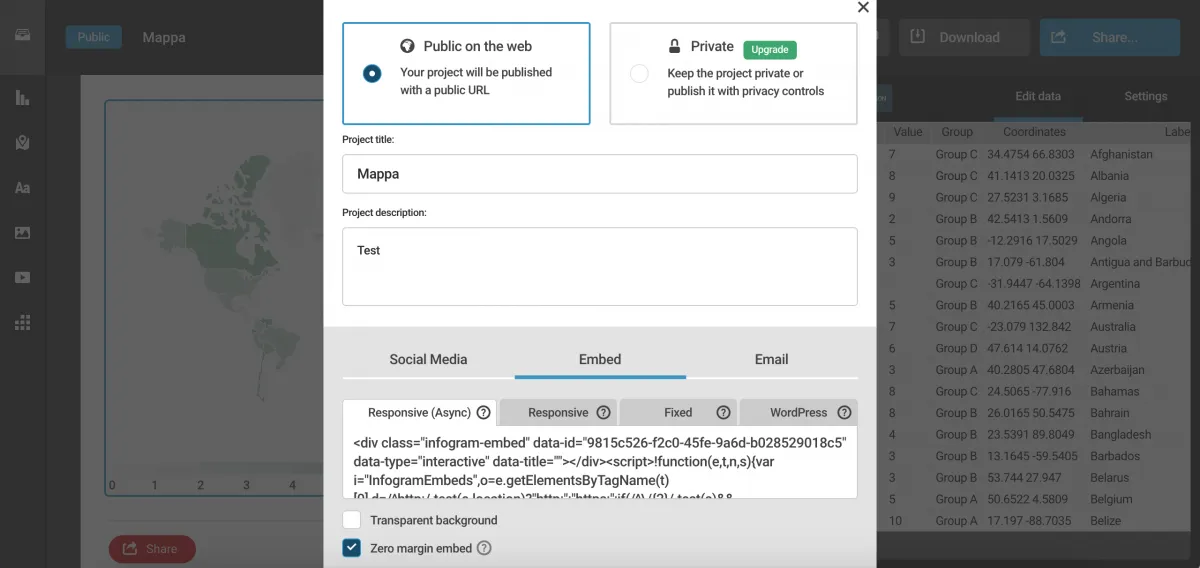 Public
Mappa
Download
Share...
Public on the web
Your project will be published
with a public URL
Private
Upgrade
Keep the project private or
publish it with privacy controls
Project title:
Mappa
Project description:
Test
Social Media
Embed
Email
Responsive (Async)
Responsive
Fixed
WordPress
<div class="infogram-embed" data-id="9815c526-f2c0-45fe-9a6d-b028529018c5"
data-type="interactive" data-title=""></div><script>!function(e,t,n,s){var
i="InfogramEmbeds",o=e.getElementsByTagName(t)
Transparent background
Zero margin embed
Aa
0 1 2 3 4
Share
Edit data
Settings
Value Group Coordinates Labe
7 Group C 34.4754 66.8303 Afghanistan
8 Group C 41.1413 20.0325 Albania
9 Group C 27.5231 3.1685 Algeria
2 Group B 42.5413 1.5609 Andorra
5 Group B -12.2916 17.5029 Angola
3 Group B 17.079 -61.804 Antigua and Barbud
Group C -31.9447 -64.1398 Argentina
5 Group B 40.2165 45.0003 Armenia
7 Group C -23.079 132.842 Australia
6 Group D 47.614 14.0762 Austria
3 Group A 40.2805 47.6804 Azerbaijan
8 Group C 24.5065 -77.916 Bahamas
8 Group B 26.0165 50.5475 Bahrain
4 Group B 23.5391 89.8049 Bangladesh
3 Group B 13.1645 -59.5405 Barbados
3 Group B 53.744 27.947 Belarus
5 Group A 50.6522 4.5809 Belgium
10 Group A 17.197 -88.7035 Belize